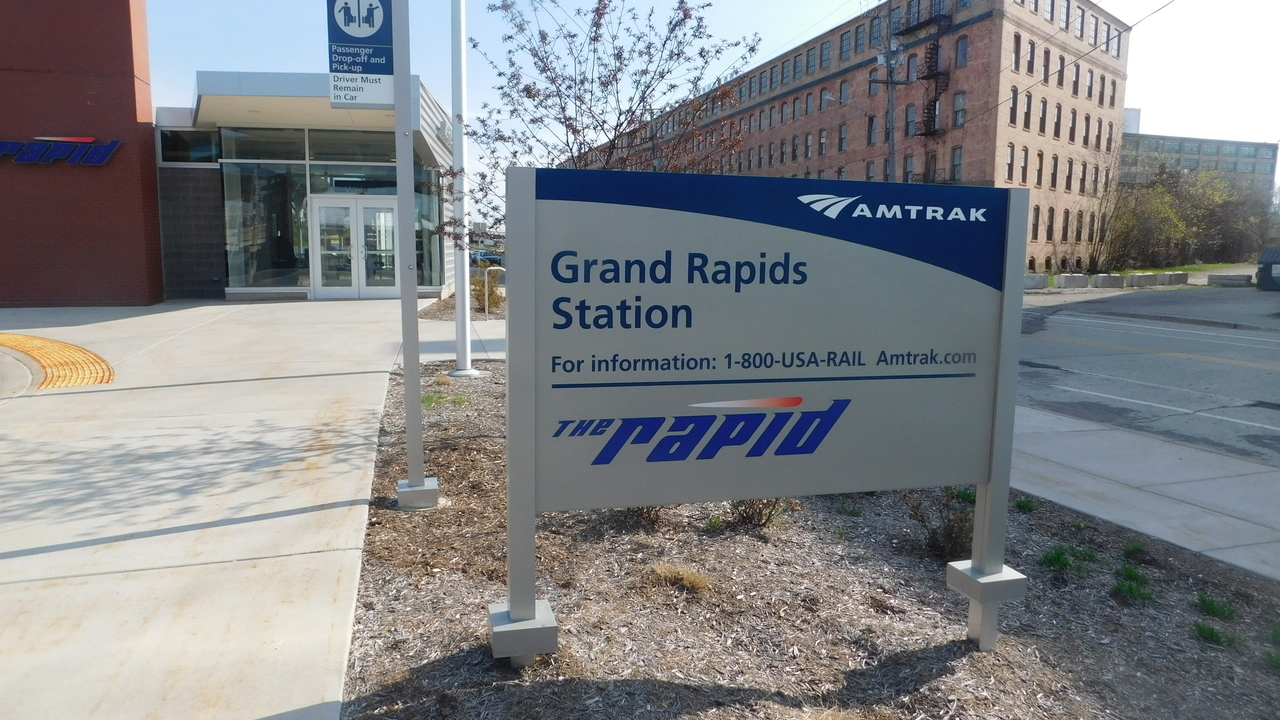 Passenger
Drop-off and
Pick-up
Driver Must
Remain
in Car
rapid
AMTRAK
Grand Rapids
Station
For information: 1-800-USA-RAIL Amtrak.com
THE rapid